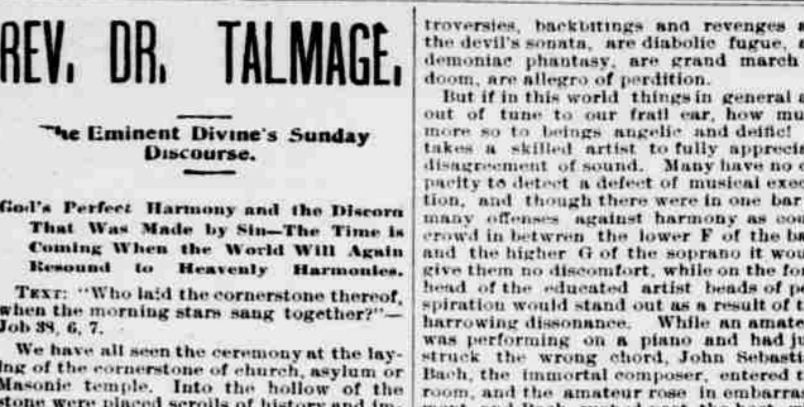 REV. DR. TALMAGE.
The Eminent Divine's Sunday
Discourse.
God's Perfect Harmony and the Discord
That Was Made by Sin—The Time is
Coming When the World Will Again
Resound to Heavenly Harmonies.
TEXT: "Who laid the cornerstone thereof,
when the morning stars sang together?"—
Job 38, 6, 7.
We have all seen the ceremony at the lay-
ing of the cornerstone of church, asylum or
Masonic temple. Into the hollow of the
stone were placed scrolls of history and im-
troversies, backbitings and revenges
the devil's sonata, are diabolic fugue,
demoniac phantasy, are grand march
doom, are allegro of perdition.
But if in this world things in general
out of tune to our frail ear, how mu
more so to beings angelic and deific!
takes a skilled artist to fully apprecia
disagreement of sound. Many have no c
pacity to detect a defect of musical exec
tion, and though there were in one bar
many offenses against harmony as cou
crowd in between the lower F of the ba
and the higher G of the soprano it wou
give them no discomfort, while on the fo
head of the educated artist beads of pe
spiration would stand out as a result of
harrowing dissonance. While an amate
was performing on a piano and had ju
struck the wrong chord, John Sebasti
Bach, the immortal composer, entered t
room, and the amateur rose in embarra